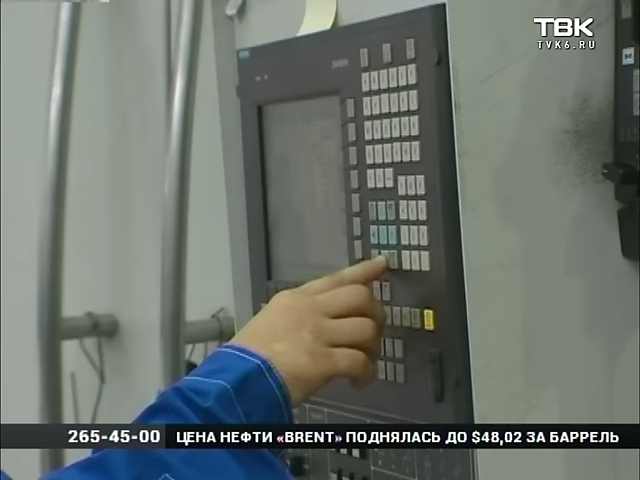 ТВК
TVK6.RU
265-45-00 ЦЕНА НЕФТИ «BRENT» ПОДНЯЛАСЬ ДО $48,02 ЗА БАРРЕЛЬ